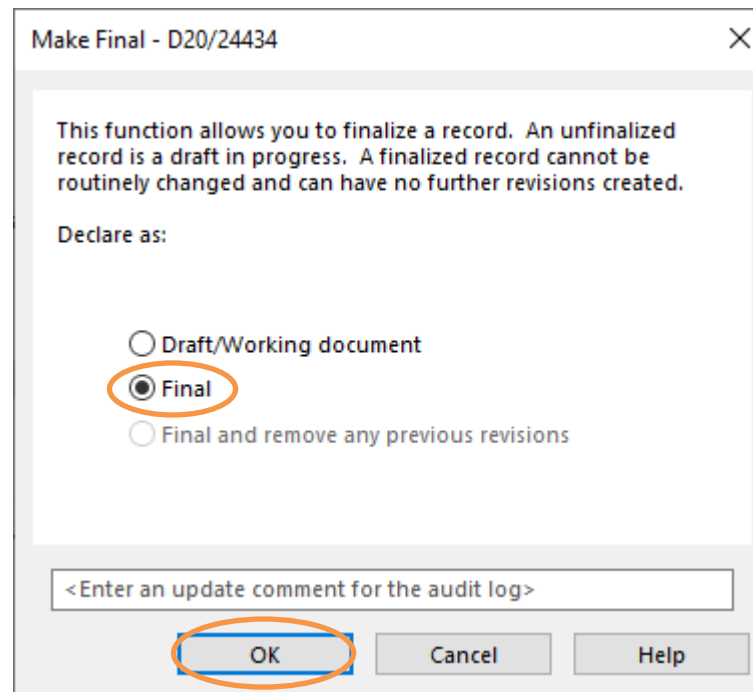 Make Final - D20/24434
This function allows you to finalize a record. An unfinalized
record is a draft in progress. A finalized record cannot be
routinely changed and can have no further revisions created.
Declare as:
Draft/Working document
Final
Final and remove any previous revisions
<Enter an update comment for the audit log>
OK Cancel Help